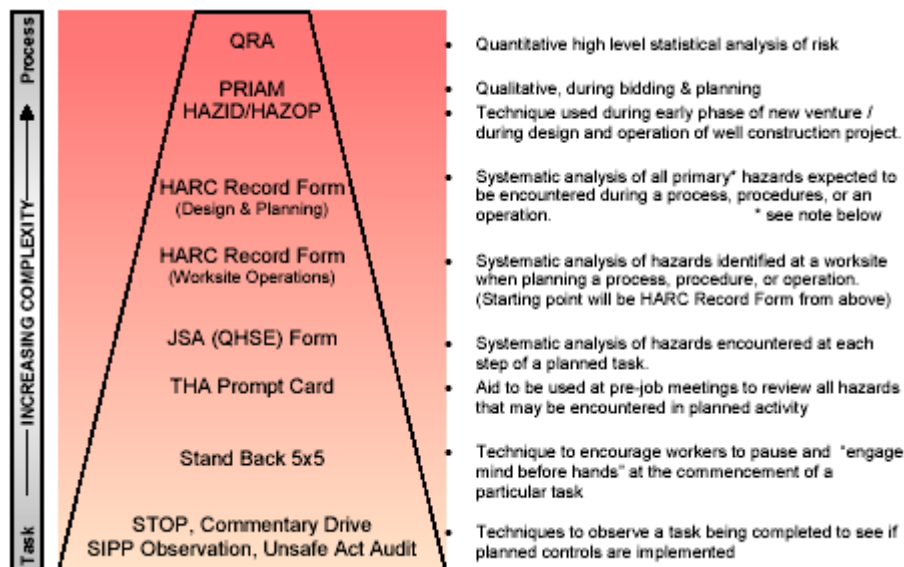 Process
INCREASING COMPLEXITY
Task
QRA
PRIAM
HAZID/HAZOP
HARC Record Form
(Design & Planning)
HARC Record Form
(Worksite Operations)
JSA (QHSE) Form
THA Prompt Card
Stand Back 5x5
STOP, Commentary Drive
SIPP Observation, Unsafe Act Audit
• Quantitative high level statistical analysis of risk
• Qualitative, during bidding & planning
• Technique used during early phase of new venture /
during design and operation of well construction project.
• Systematic analysis of all primary* hazards expected to
be encountered during a process, procedures, or an
operation. * see note below
• Systematic analysis of hazards identified at a worksite
when planning a process, procedure, or operation.
(Starting point will be HARC Record Form from above)
• Systematic analysis of hazards encountered at each
step of a planned task.
• Aid to be used at pre-job meetings to review all hazards
that may be encountered in planned activity
• Technique to encourage workers to pause and "engage
mind before hands" at the commencement of a
particular task
• Techniques to observe a task being completed to see if
planned controls are implemented